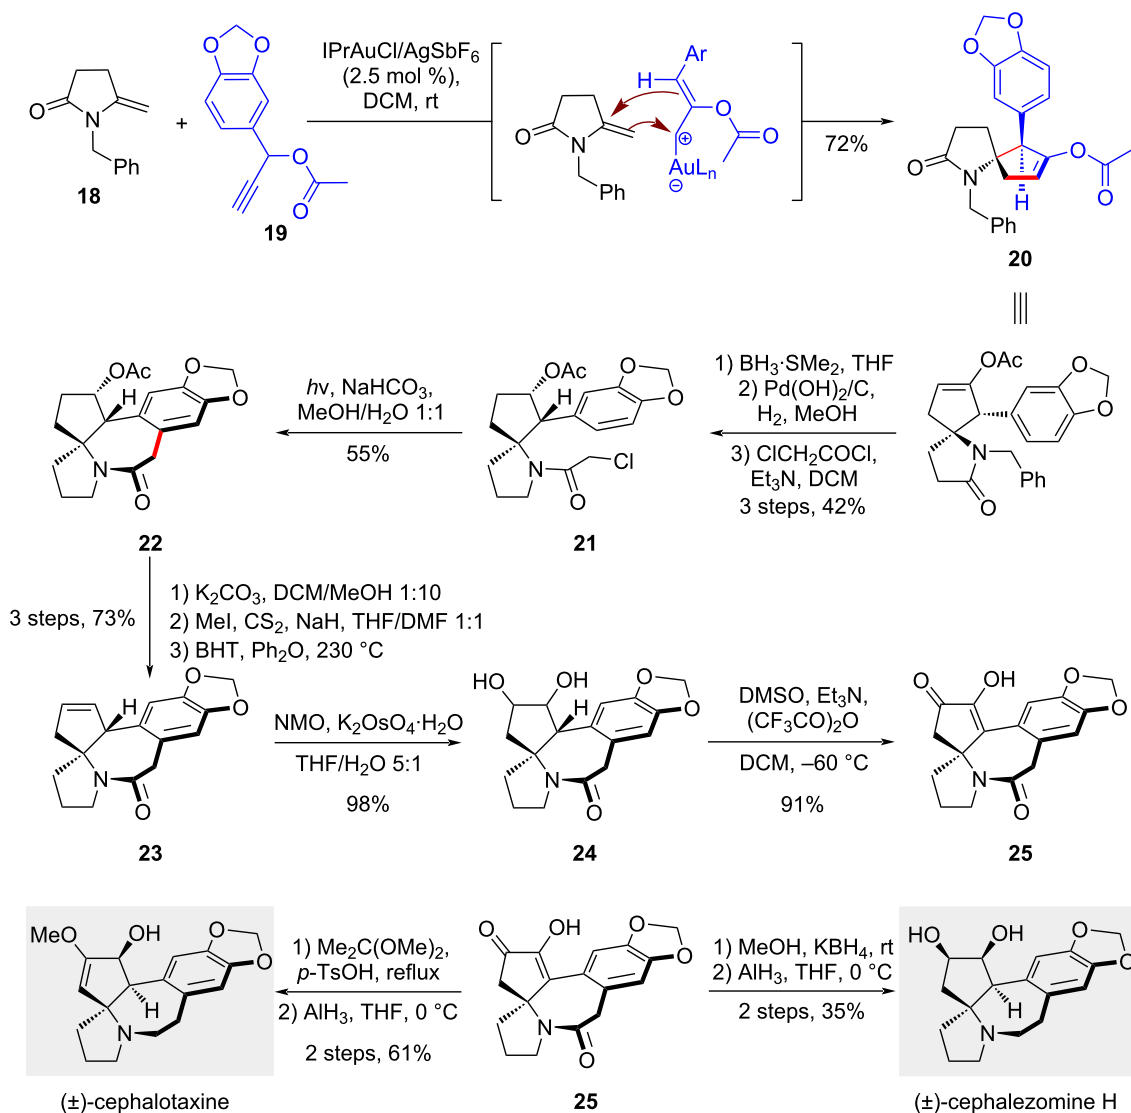 IPrAuCl/AgSbF6
(2.5 mol %),
DCM, rt
O
N
Ph
18
+
O
O
O
O
19
O
N
Ph
H
Ar
O
O
⊕
AuLn
⊖
72%
O
O
O
N
Ph
H
O
O
20
OAc
O
O
N
Ph
O
1) BH3·SMe2, THF
2) Pd(OH)2/C,
H2, MeOH
3) ClCH2COCl,
Et3N, DCM
3 steps, 42%
OAc
O
O
N
Cl
O
21
hv, NaHCO3,
MeOH/H2O 1:1
55%
OAc
H
O
O
N
O
22
3 steps, 73%
1) K2CO3, DCM/MeOH 1:10
2) MeI, CS2, NaH, THF/DMF 1:1
3) BHT, Ph2O, 230 °C
H
O
O
N
O
23
NMO, K2OsO4·H2O
THF/H2O 5:1
98%
HO
OH
H
O
O
N
O
24
DMSO, Et3N,
(CF3CO)2O
DCM, –60 °C
91%
O
OH
O
O
N
O
25
MeO
OH
H
O
O
N
(±)-cephalotaxine
1) Me2C(OMe)2,
p-TsOH, reflux
2) AlH3, THF, 0 °C
2 steps, 61%
O
OH
O
O
N
O
25
1) MeOH, KBH4, rt
2) AlH3, THF, 0 °C
2 steps, 35%
HO
OH
H
O
O
N
(±)-cephalezomine H